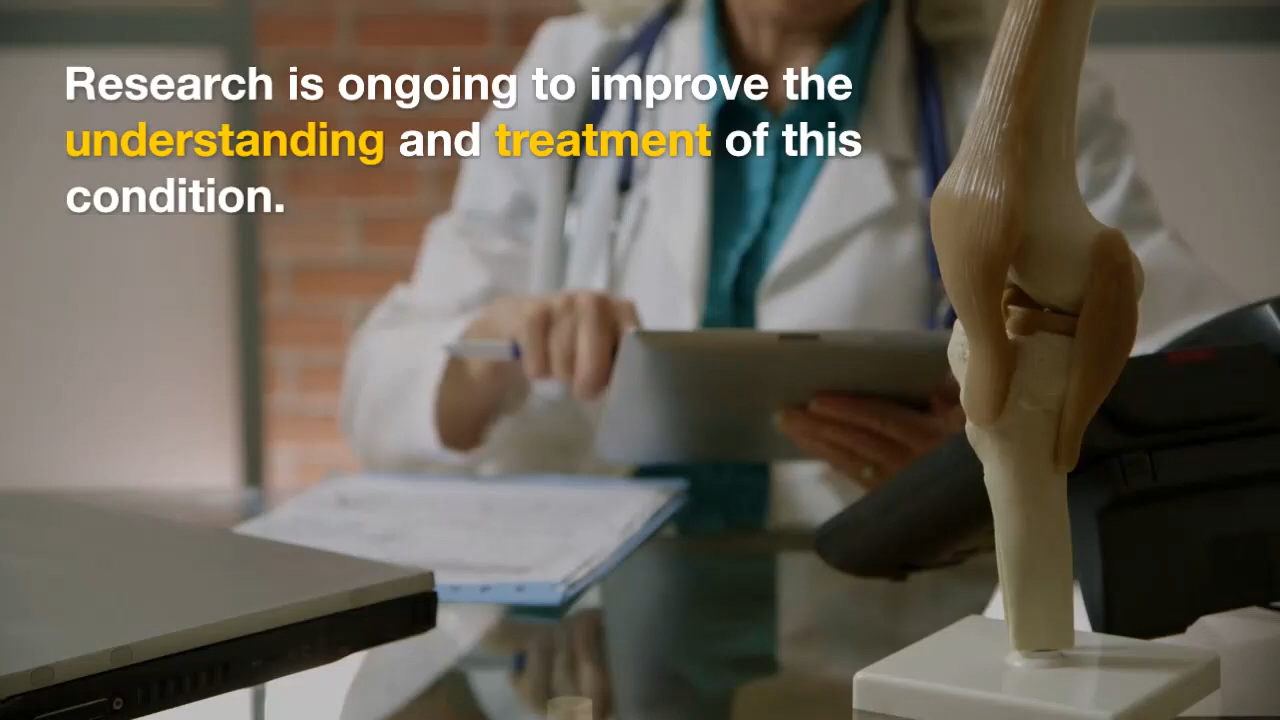 Research is ongoing to improve the
understanding and treatment of this
condition.